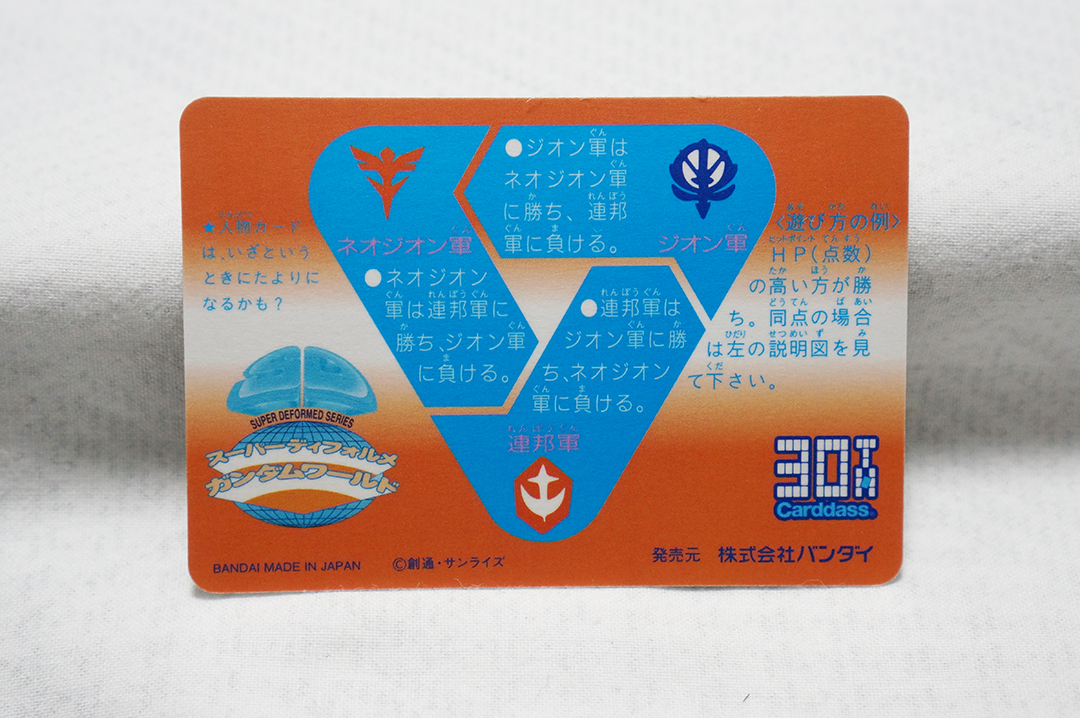 ●ジオン軍は
ネオジオン軍
に勝ち、連邦
軍に負ける。
ネオジオン軍
ジオン軍
●ネオジオン
軍は連邦軍に
勝ち、ジオン軍
に負ける。
●連邦軍は
ジオン軍に勝
ち、ネオジオン
軍に負ける。
連邦軍
★人物カード
は、いざという
ときにたよりに
なるかも？
〈遊び方の例〉
HP(点数)
の高い方が勝
ち。同点の場合
は左の説明図を見
て下さい。
SUPER DEFORMED SERIES
スーパーディフォルメ
ガンダムワールド
30TH
Carddass
BANDAI MADE IN JAPAN
©創通・サンライズ
発売元 株式会社バンダイ